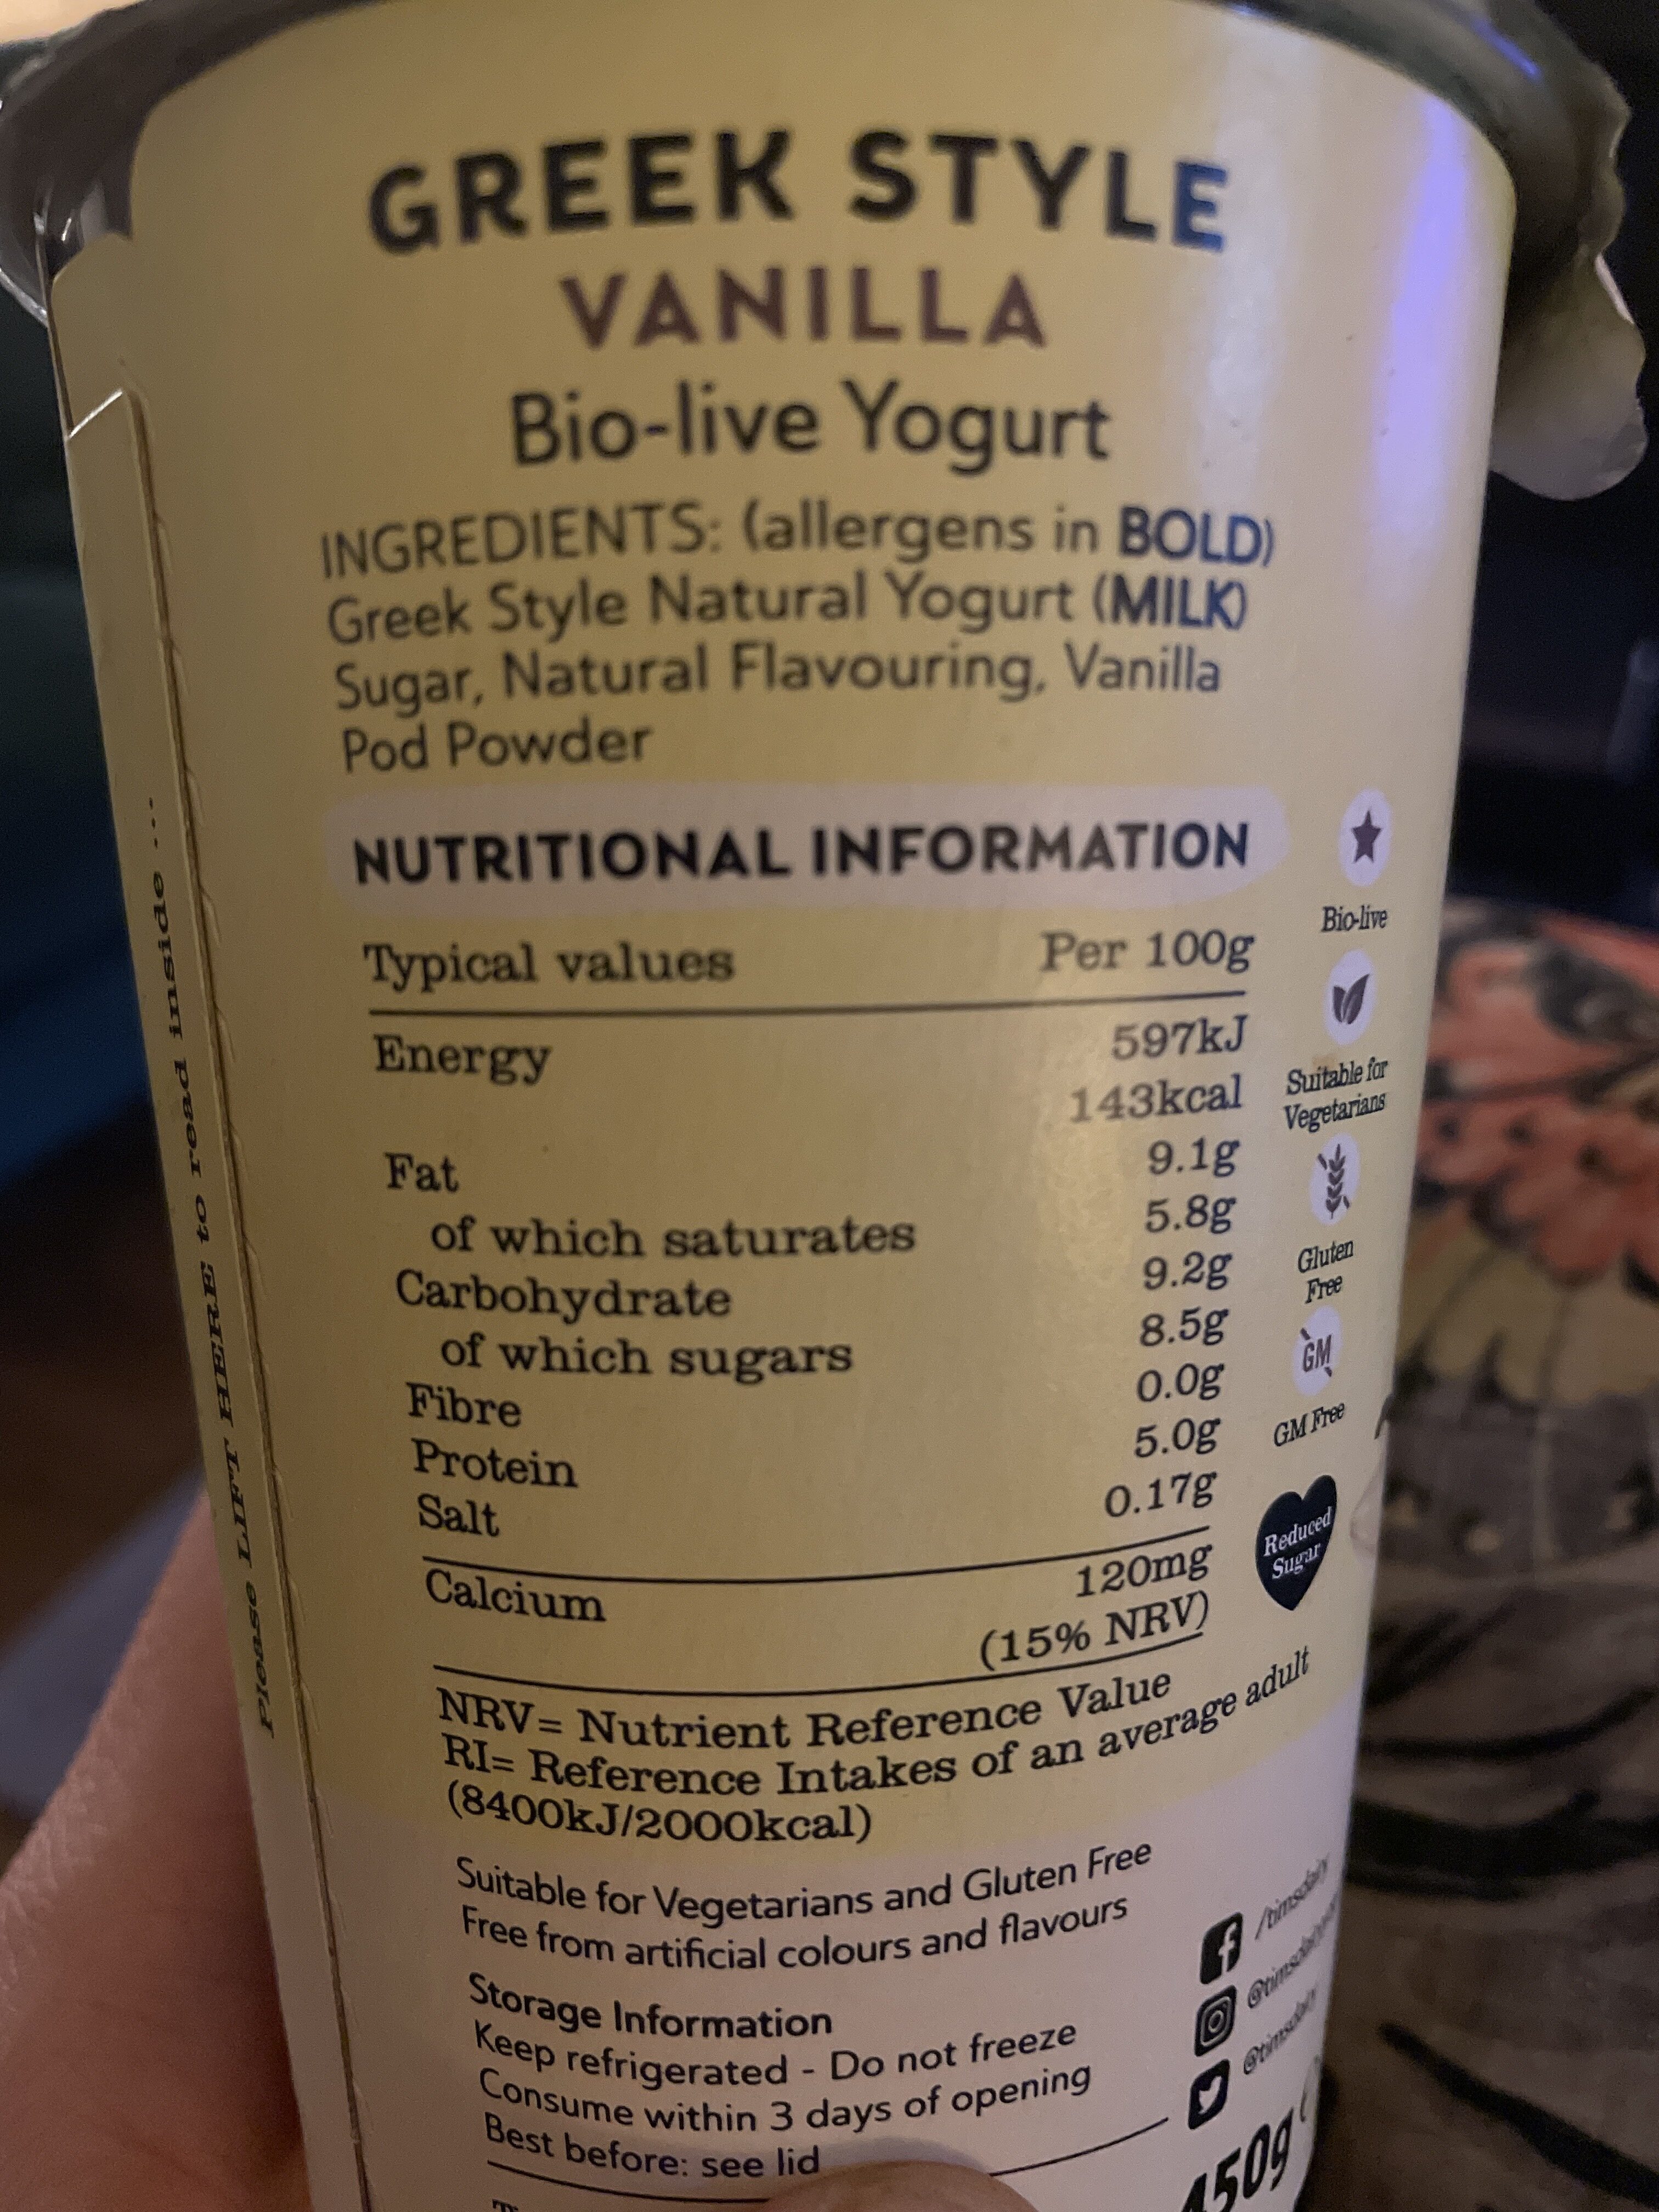 GREEK STYLE
VANILLA
Bio-live Yogurt
INGREDIENTS: (allergens in BOLD)
Greek Style Natural Yogurt (MILK)
Sugar, Natural Flavouring, Vanilla
Pod Powder
NUTRITIONAL INFORMATION
Typical values Per 100g
Energy 597kJ
143kcal
Fat 9.1g
of which saturates 5.8g
Carbohydrate 9.2g
of which sugars 8.5g
Fibre 0.0g
Protein 5.0g
Salt 0.17g
Calcium 120mg
(15% NRV)
NRV= Nutrient Reference Value
RI= Reference Intakes of an average adult
(8400kJ/2000kcal)
Suitable for Vegetarians and Gluten Free
Free from artificial colours and flavours
Storage Information
Keep refrigerated - Do not freeze
Consume within 3 days of opening
Best before: see lid
Bio-live
Suitable for
Vegetarians
Gluten
Free
GM
GM Free
Reduced
Sugar
/timsdairy
@timsdairy
450g
Please LIFT HERE to read inside ...